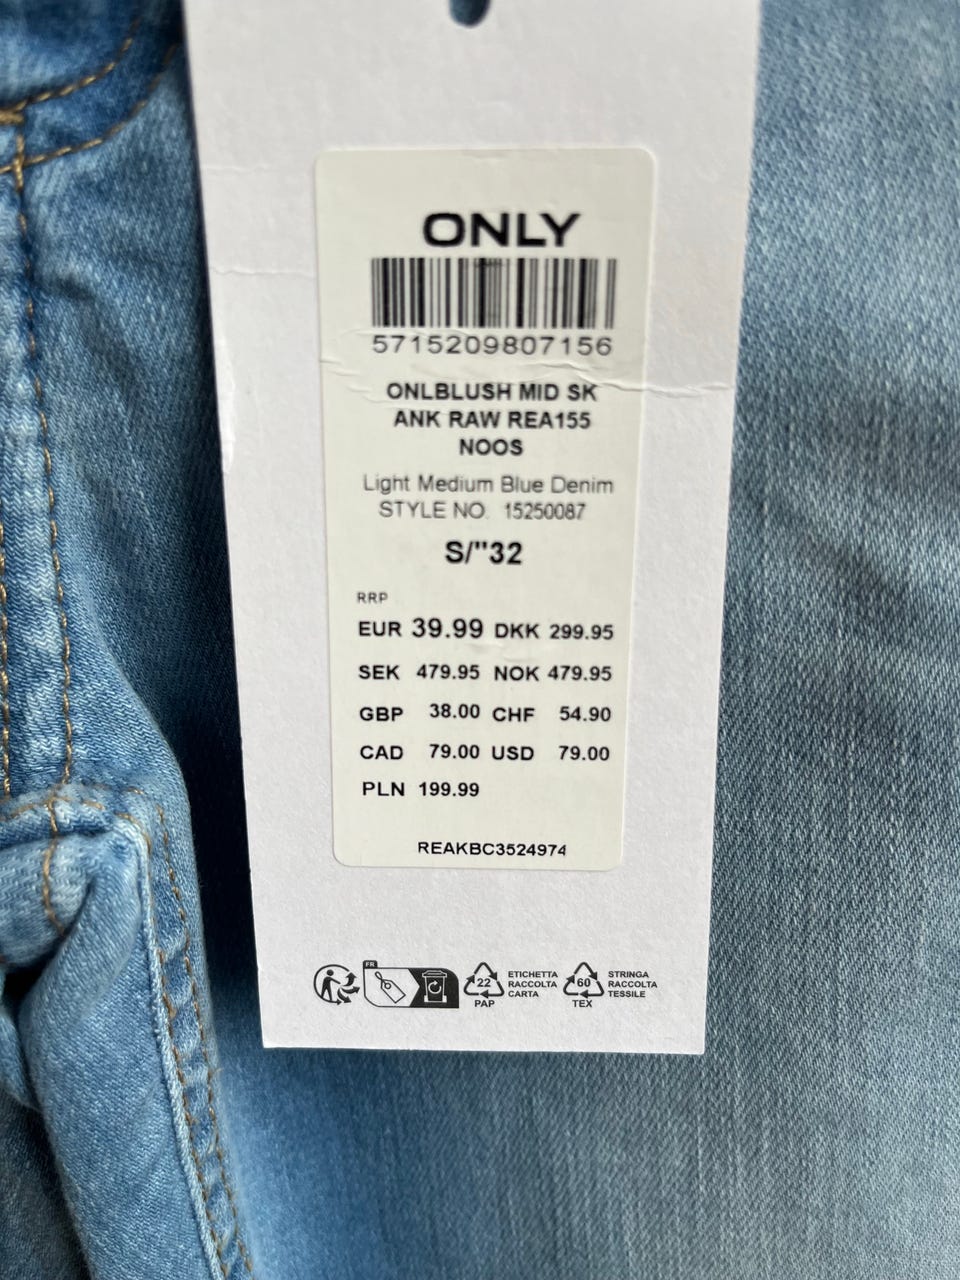 ONLY
5715209807156
ONLBLUSH MID SK
ANK RAW REA155
NOOS
Light Medium Blue Denim
STYLE NO. 15250087
S/"32
RRP
EUR 39.99 DKK 299.95
SEK 479.95 NOK 479.95
GBP 38.00 CHF 54.90
CAD 79.00 USD 79.00
PLN 199.99
REAKBC3524974
FR
22
PAP
ETICHETTA
RACCOLTA
CARTA
60
TEX
STRINGA
RACCOLTA
TESSILE